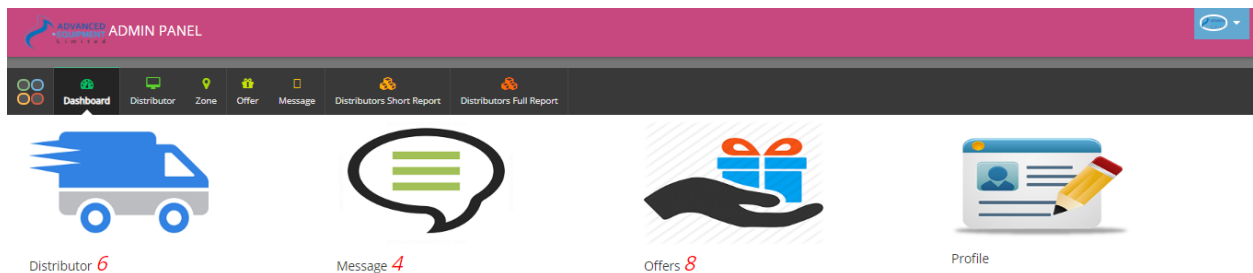 ADVANCED
EQUIPMENT
LIMITED
ADMIN PANEL
Dashboard
Distributor
Zone
Offer
Message
Distributors Short Report
Distributors Full Report
Distributor 6
Message 4
Offers 8
Profile